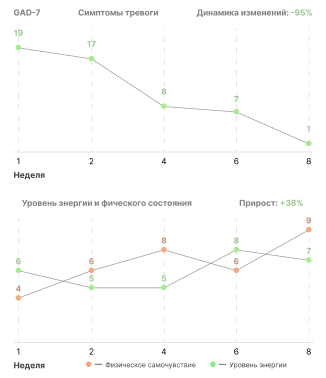 GAD-7 Симптомы тревоги Динамика изменений: -95%
19
17
8
7
1
1 2 4 6 8
Неделя
Уровень энергии и фического состояния Прирост: +38%
9
8 8
6 6 6 7
5 5
4
1 2 4 6 8
Неделя Физическое самочувствие Уровень энергии